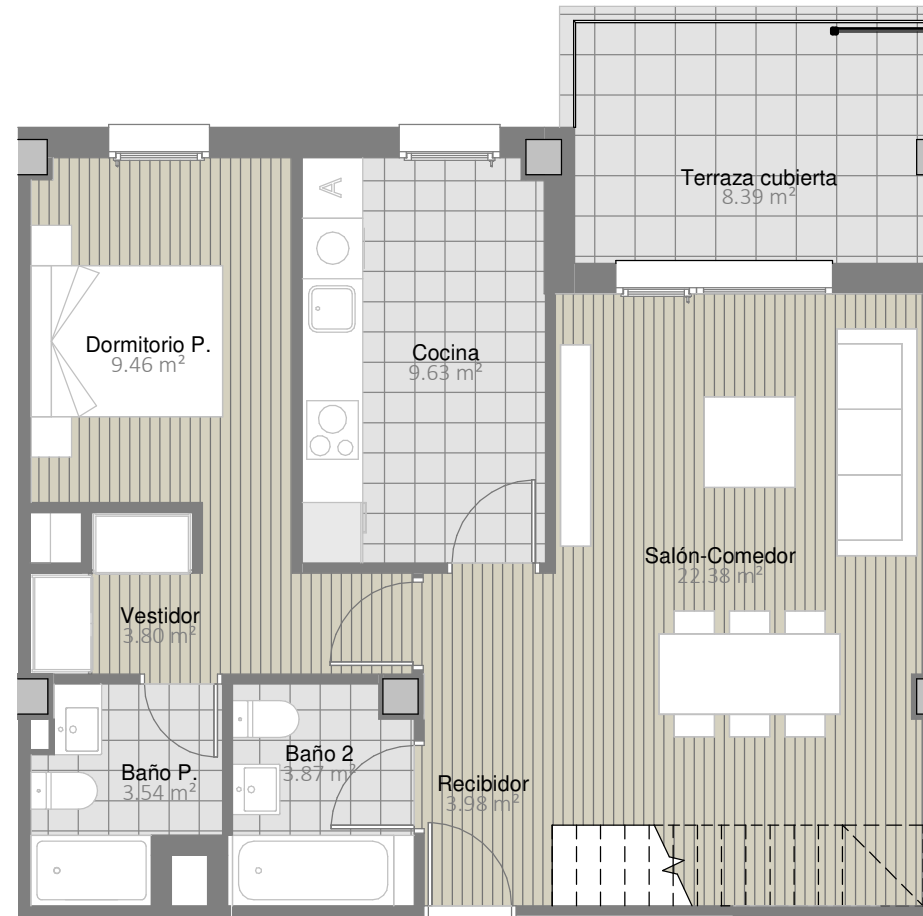 Terraza cubierta
8.39 m²
A
Dormitorio P.
9.46 m²
Cocina
9.63 m²
Salón-Comedor
22.38 m²
Vestidor
3.80 m²
Baño P.
3.54 m²
Baño 2
3.87 m²
Recibidor
3.98 m²